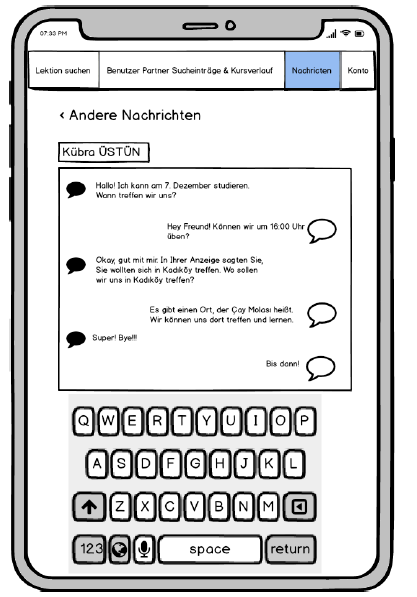 07:33 PM
Lektion suchen
Benutzer Partner Sucheinträge & Kursverlauf
Nachricten
Konto
< Andere Nachrichten
Kübra ÜSTÜN
Hallo! Ich kann am 7. Dezember studieren.
Wann treffen wir uns?
Hey Freund! Können wir um 16:00 Uhr
üben?
Okay, gut mit mir. In Ihrer Anzeige sagten Sie,
Sie wollten sich in Kadıköy treffen. Wo sollen
wir uns in Kadıköy treffen?
Es gibt einen Ort, der Çay Molası heißt.
Wir können uns dort treffen und lernen.
Super! Bye!!!
Bis dann!
Q W E R T Y U I O P
A S D F G H J K L
Z X C V B N M
123 space return